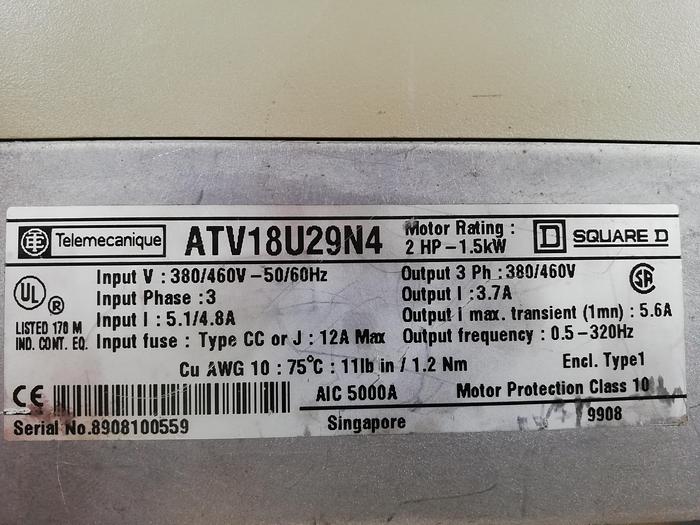 Telemecanique ATV18U29N4 Motor Rating : 2 HP-1.5kW D SQUARE D
Input V : 380/460V-50/60Hz Output 3 Ph : 380/460V
Input Phase : 3 Output I : 3.7A
Input I : 5.1/4.8A Output I max. transient (1mn) : 5.6A
Input fuse : Type CC or J : 12A Max Output frequency : 0.5-320Hz
UL ® SA
LISTED 170 M
IND. CONT. EQ.
Cu AWG 10 : 75°C : 11lb in / 1.2 Nm Encl. Type1
CE AIC 5000A Motor Protection Class 10
Serial No.8908100559 Singapore 9908